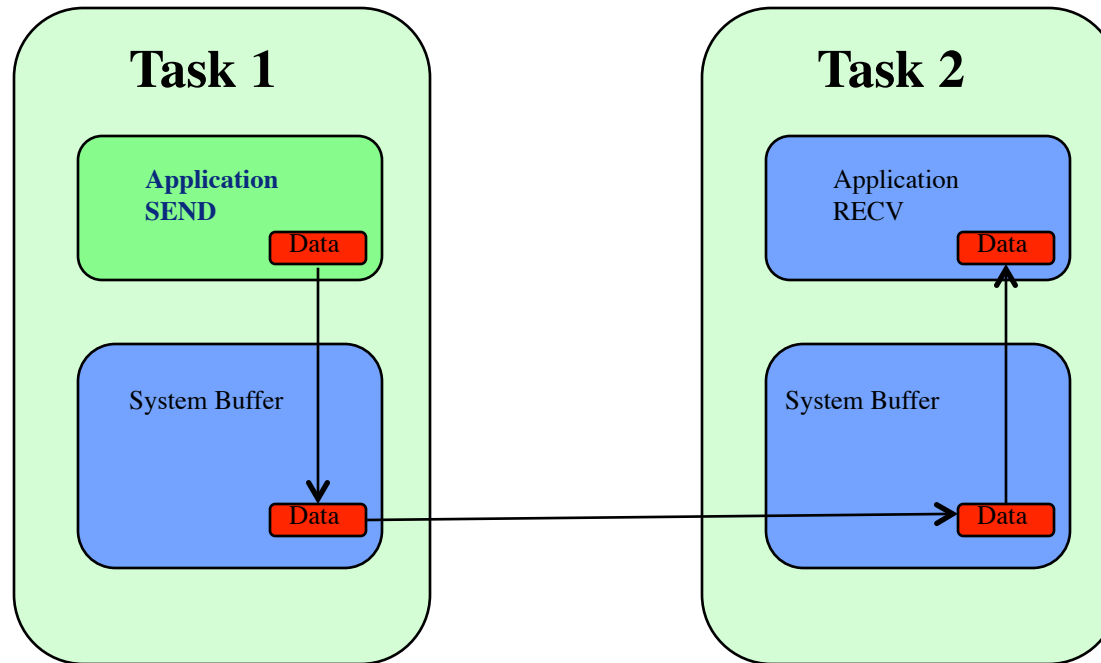 Task 1
Application
SEND
Data
System Buffer
Data
Task 2
Application
RECV
Data
System Buffer
Data